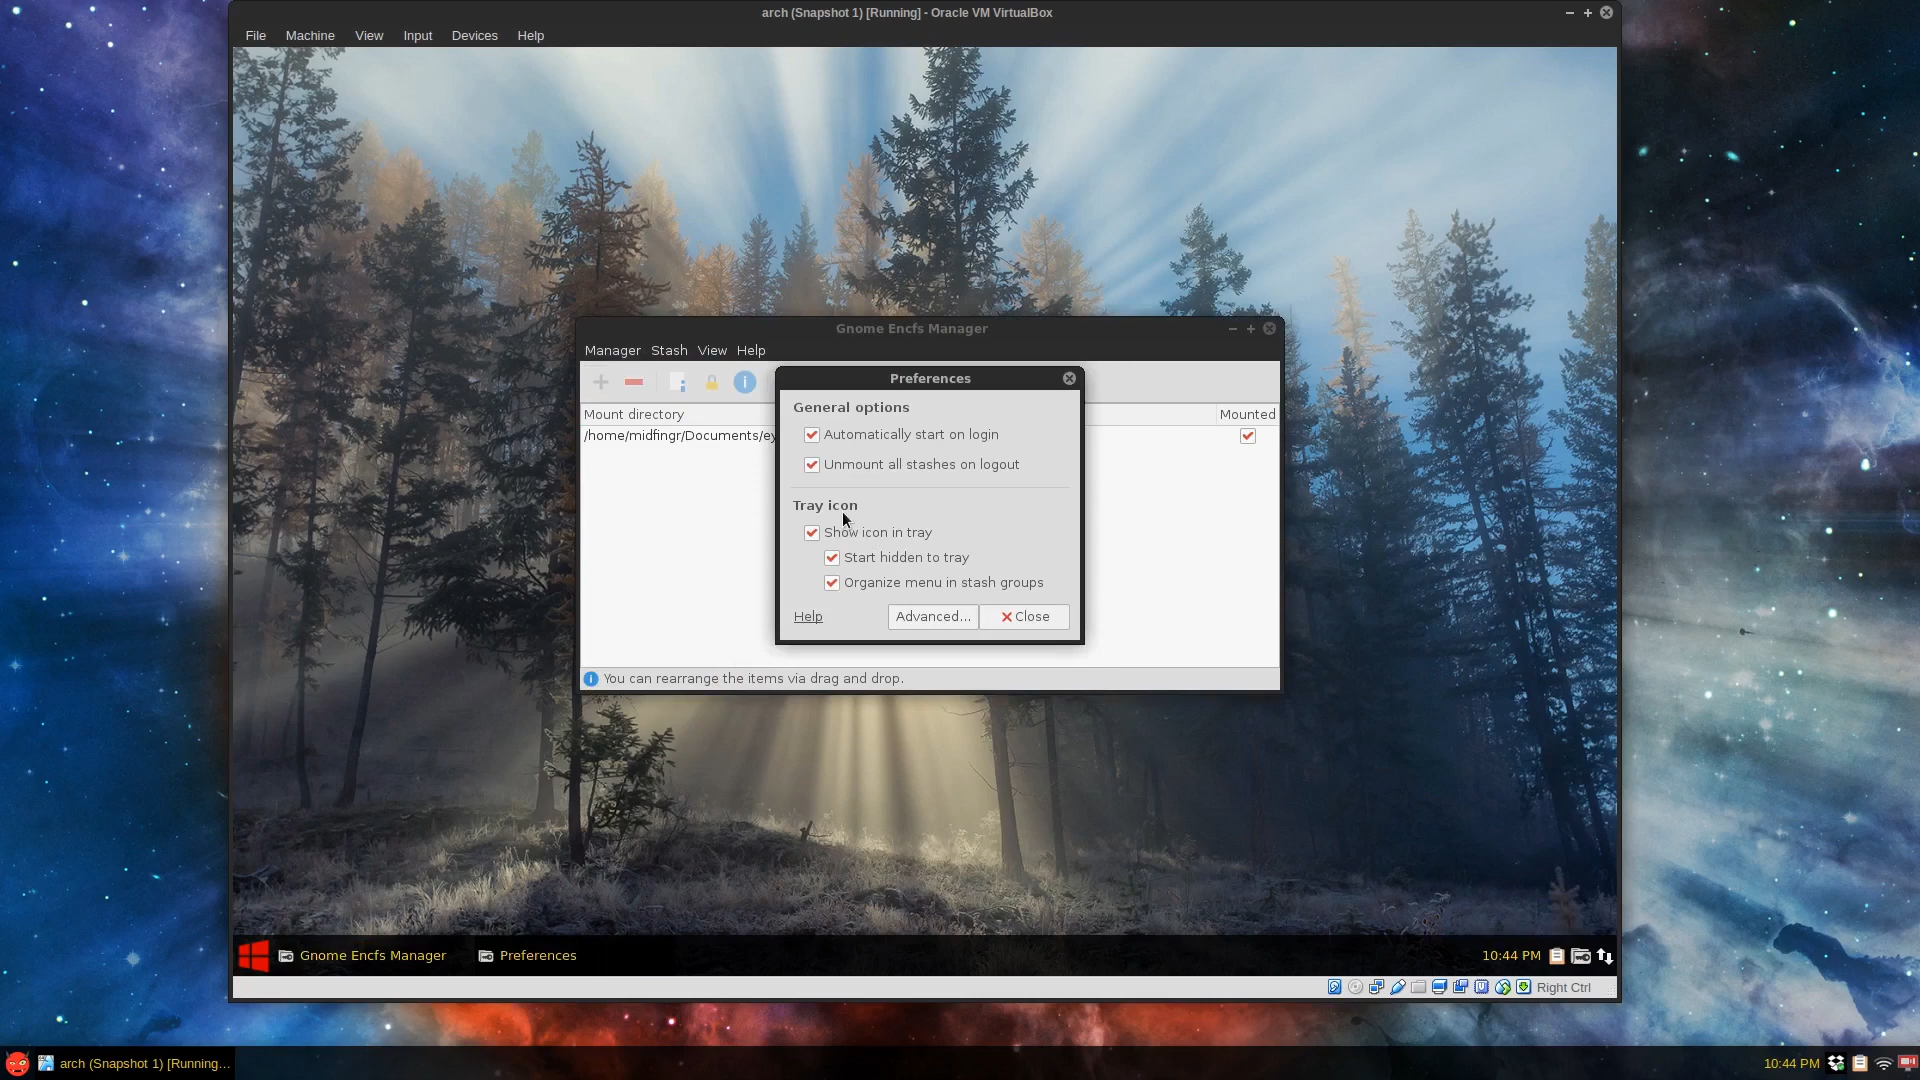 arch (Snapshot 1) [Running] - Oracle VM VirtualBox
File Machine View Input Devices Help
Gnome Encfs Manager
Manager Stash View Help
Preferences
General options
Mount directory
Mounted
/home/midfingr/Documents/ey
Automatically start on login
Unmount all stashes on logout
Tray icon
Show icon in tray
Start hidden to tray
Organize menu in stash groups
Help
Advanced...
Close
You can rearrange the items via drag and drop.
Gnome Encfs Manager
Preferences
10:44 PM
Right Ctrl
arch (Snapshot 1) [Running...
10:44 PM